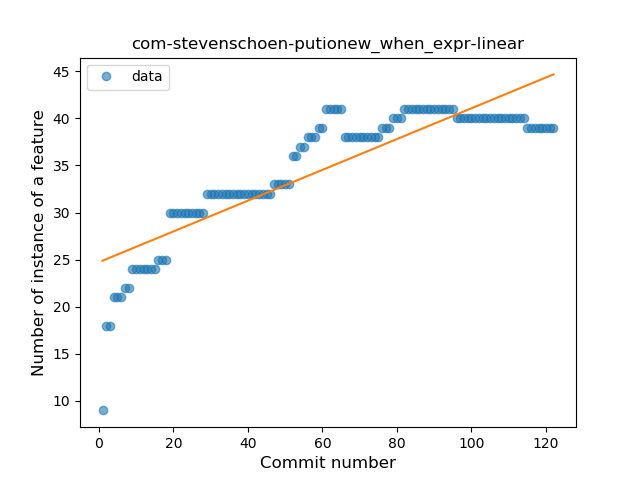 com-stevenschoen-putionew_when_expr-linear
data
Number of instance of a feature
45
40
35
30
25
20
15
10
0 20 40 60 80 100 120
Commit number